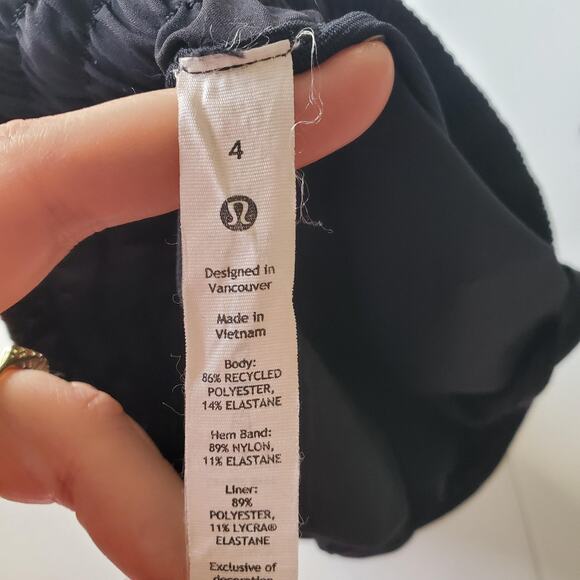 4
Designed in
Vancouver
Made in
Vietnam
Body:
86% RECYCLED
POLYESTER,
14% ELASTANE
Hem Band:
89% NYLON,
11% ELASTANE
Liner:
89%
POLYESTER,
11% LYCRA®
ELASTANE
Exclusive of
decoration